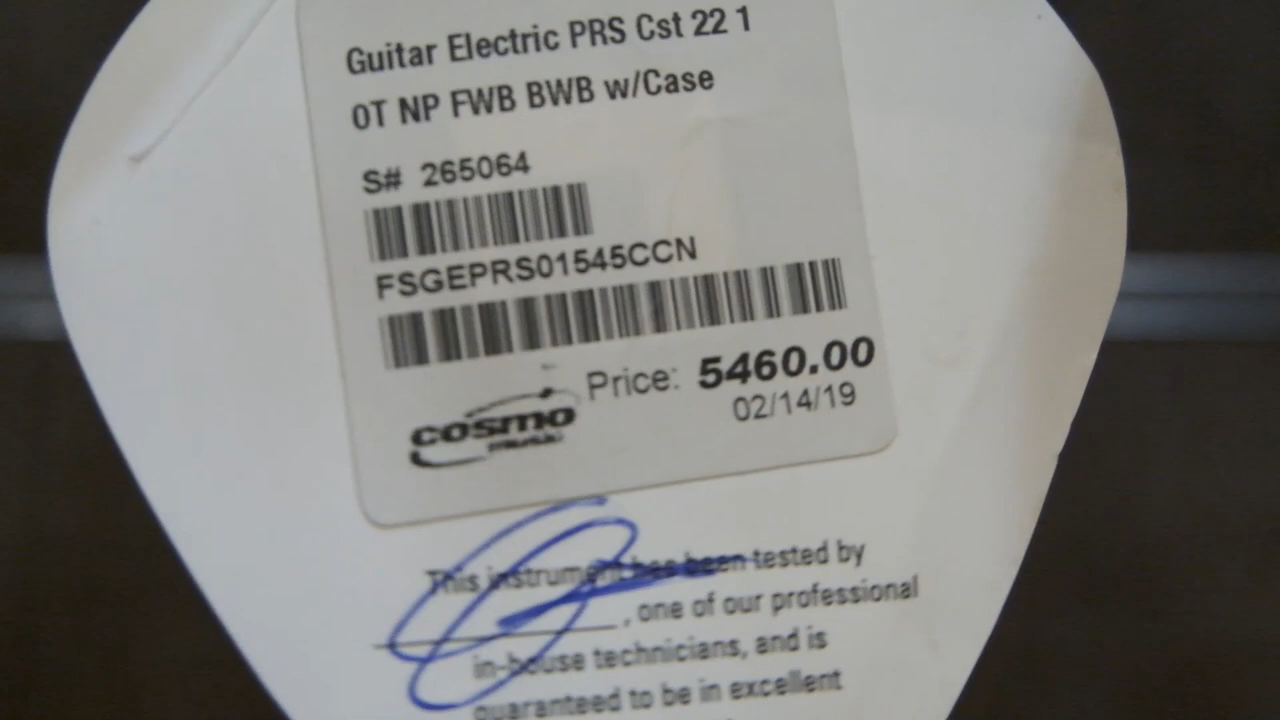 Guitar Electric PRS Cst 22 1
0T NP FWB BWB w/Case
S# 265064
FSGEPRS01545CCN
Price: 5460.00
02/14/19
cosmo
music
This instrument has been tested by
, one of our professional
in-house technicians, and is
guaranteed to be in excellent